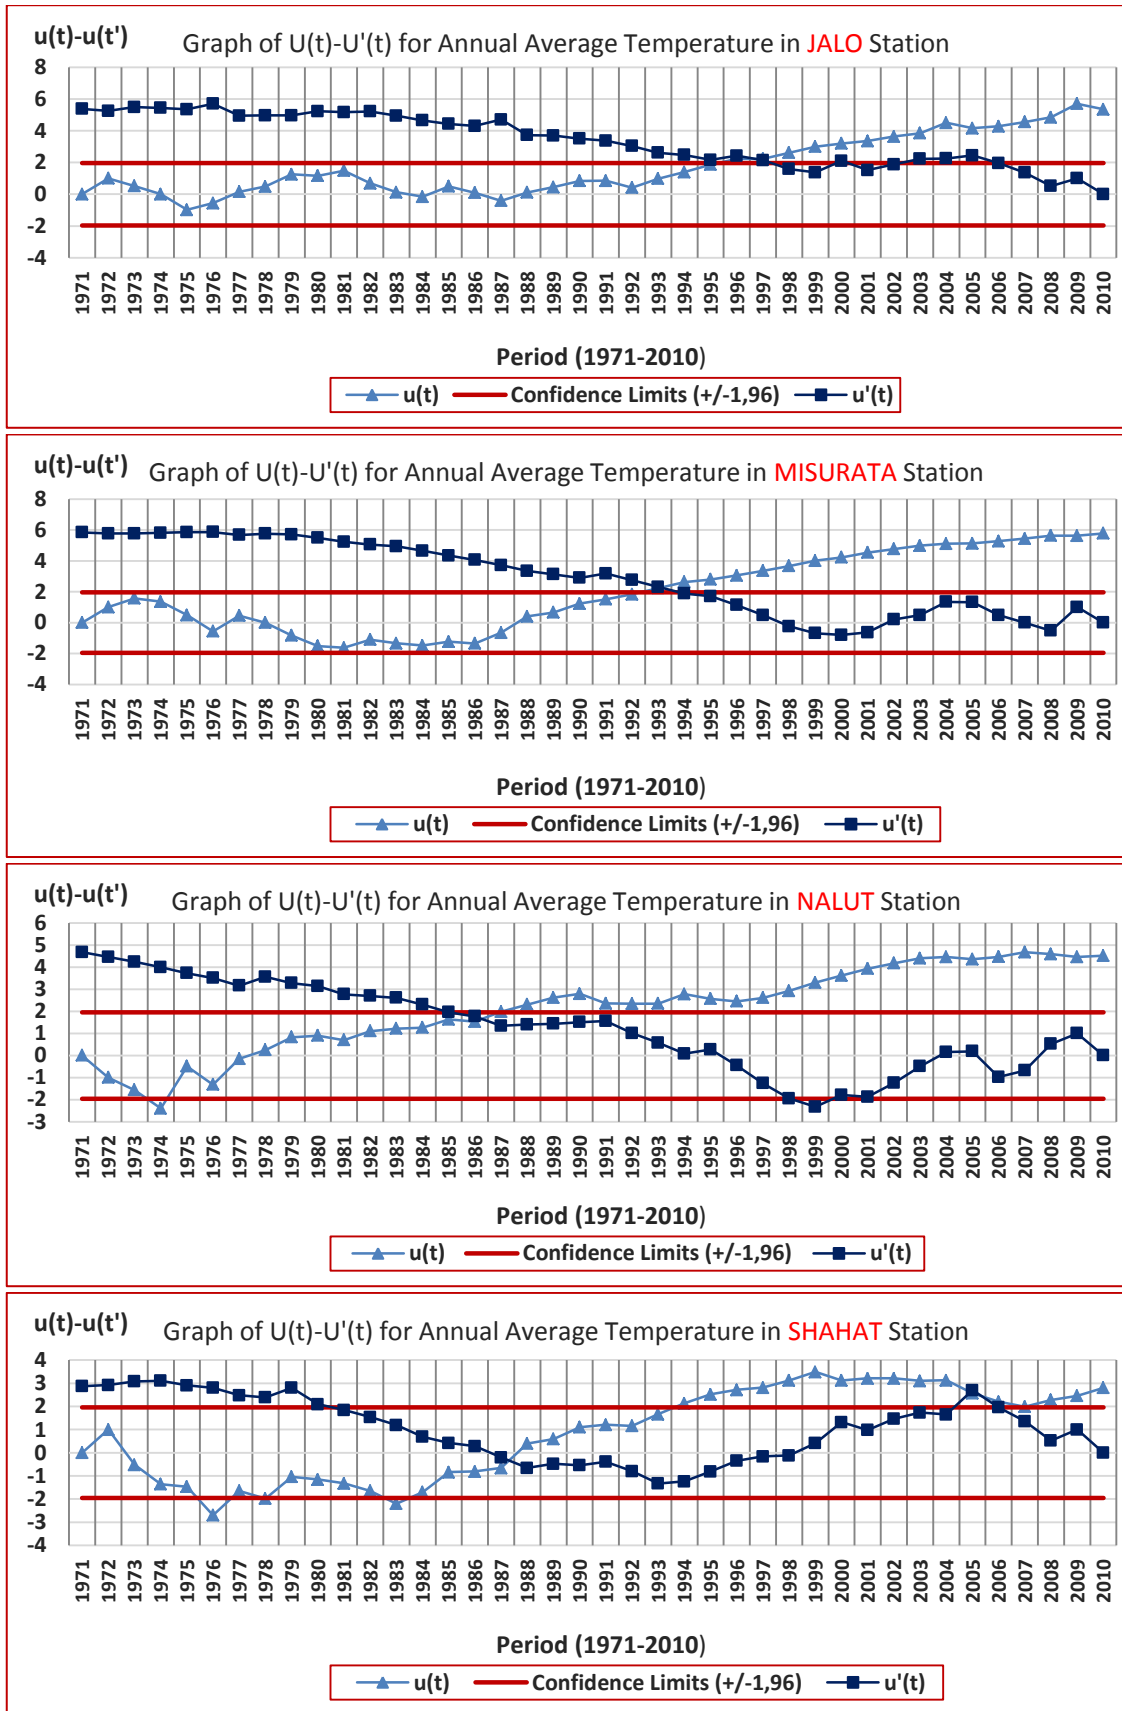 u(t)-u(t')
Graph of U(t)-U'(t) for Annual Average Temperature in JALO Station
8
6
4
2
0
-2
-4
1971 1972 1973 1974 1975 1976 1977 1978 1979 1980 1981 1982 1983 1984 1985 1986 1987 1988 1989 1990 1991 1992 1993 1994 1995 1996 1997 1998 1999 2000 2001 2002 2003 2004 2005 2006 2007 2008 2009 2010
Period (1971-2010)
u(t) Confidence Limits (+/-1,96) u'(t)
u(t)-u(t')
Graph of U(t)-U'(t) for Annual Average Temperature in MISURATA Station
8
6
4
2
0
-2
-4
1971 1972 1973 1974 1975 1976 1977 1978 1979 1980 1981 1982 1983 1984 1985 1986 1987 1988 1989 1990 1991 1992 1993 1994 1995 1996 1997 1998 1999 2000 2001 2002 2003 2004 2005 2006 2007 2008 2009 2010
Period (1971-2010)
u(t) Confidence Limits (+/-1,96) u'(t)
u(t)-u(t')
Graph of U(t)-U'(t) for Annual Average Temperature in NALUT Station
6
5
4
3
2
1
0
-1
-2
-3
1971 1972 1973 1974 1975 1976 1977 1978 1979 1980 1981 1982 1983 1984 1985 1986 1987 1988 1989 1990 1991 1992 1993 1994 1995 1996 1997 1998 1999 2000 2001 2002 2003 2004 2005 2006 2007 2008 2009 2010
Period (1971-2010)
u(t) Confidence Limits (+/-1,96) u'(t)
u(t)-u(t')
Graph of U(t)-U'(t) for Annual Average Temperature in SHAHAT Station
4
3
2
1
0
-1
-2
-3
-4
1971 1972 1973 1974 1975 1976 1977 1978 1979 1980 1981 1982 1983 1984 1985 1986 1987 1988 1989 1990 1991 1992 1993 1994 1995 1996 1997 1998 1999 2000 2001 2002 2003 2004 2005 2006 2007 2008 2009 2010
Period (1971-2010)
u(t) Confidence Limits (+/-1,96) u'(t)